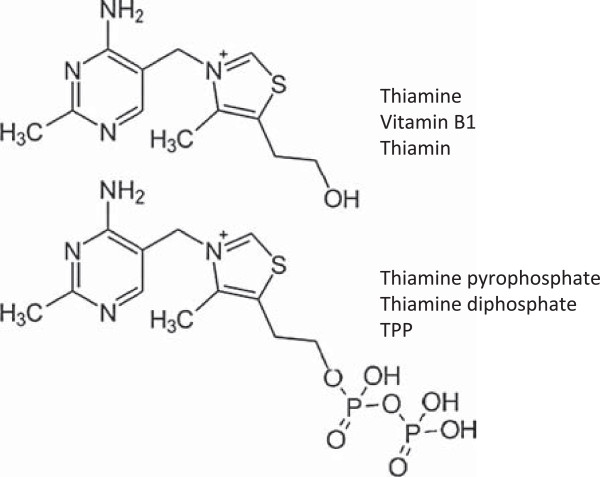 NH₂
N
N
H₃C
N⁺
S
H₃C
OH
Thiamine
Vitamin B1
Thiamin
NH₂
N
N
H₃C
N⁺
S
H₃C
O
OH
P
O
O
P
OH
OH
O
Thiamine pyrophosphate
Thiamine diphosphate
TPP